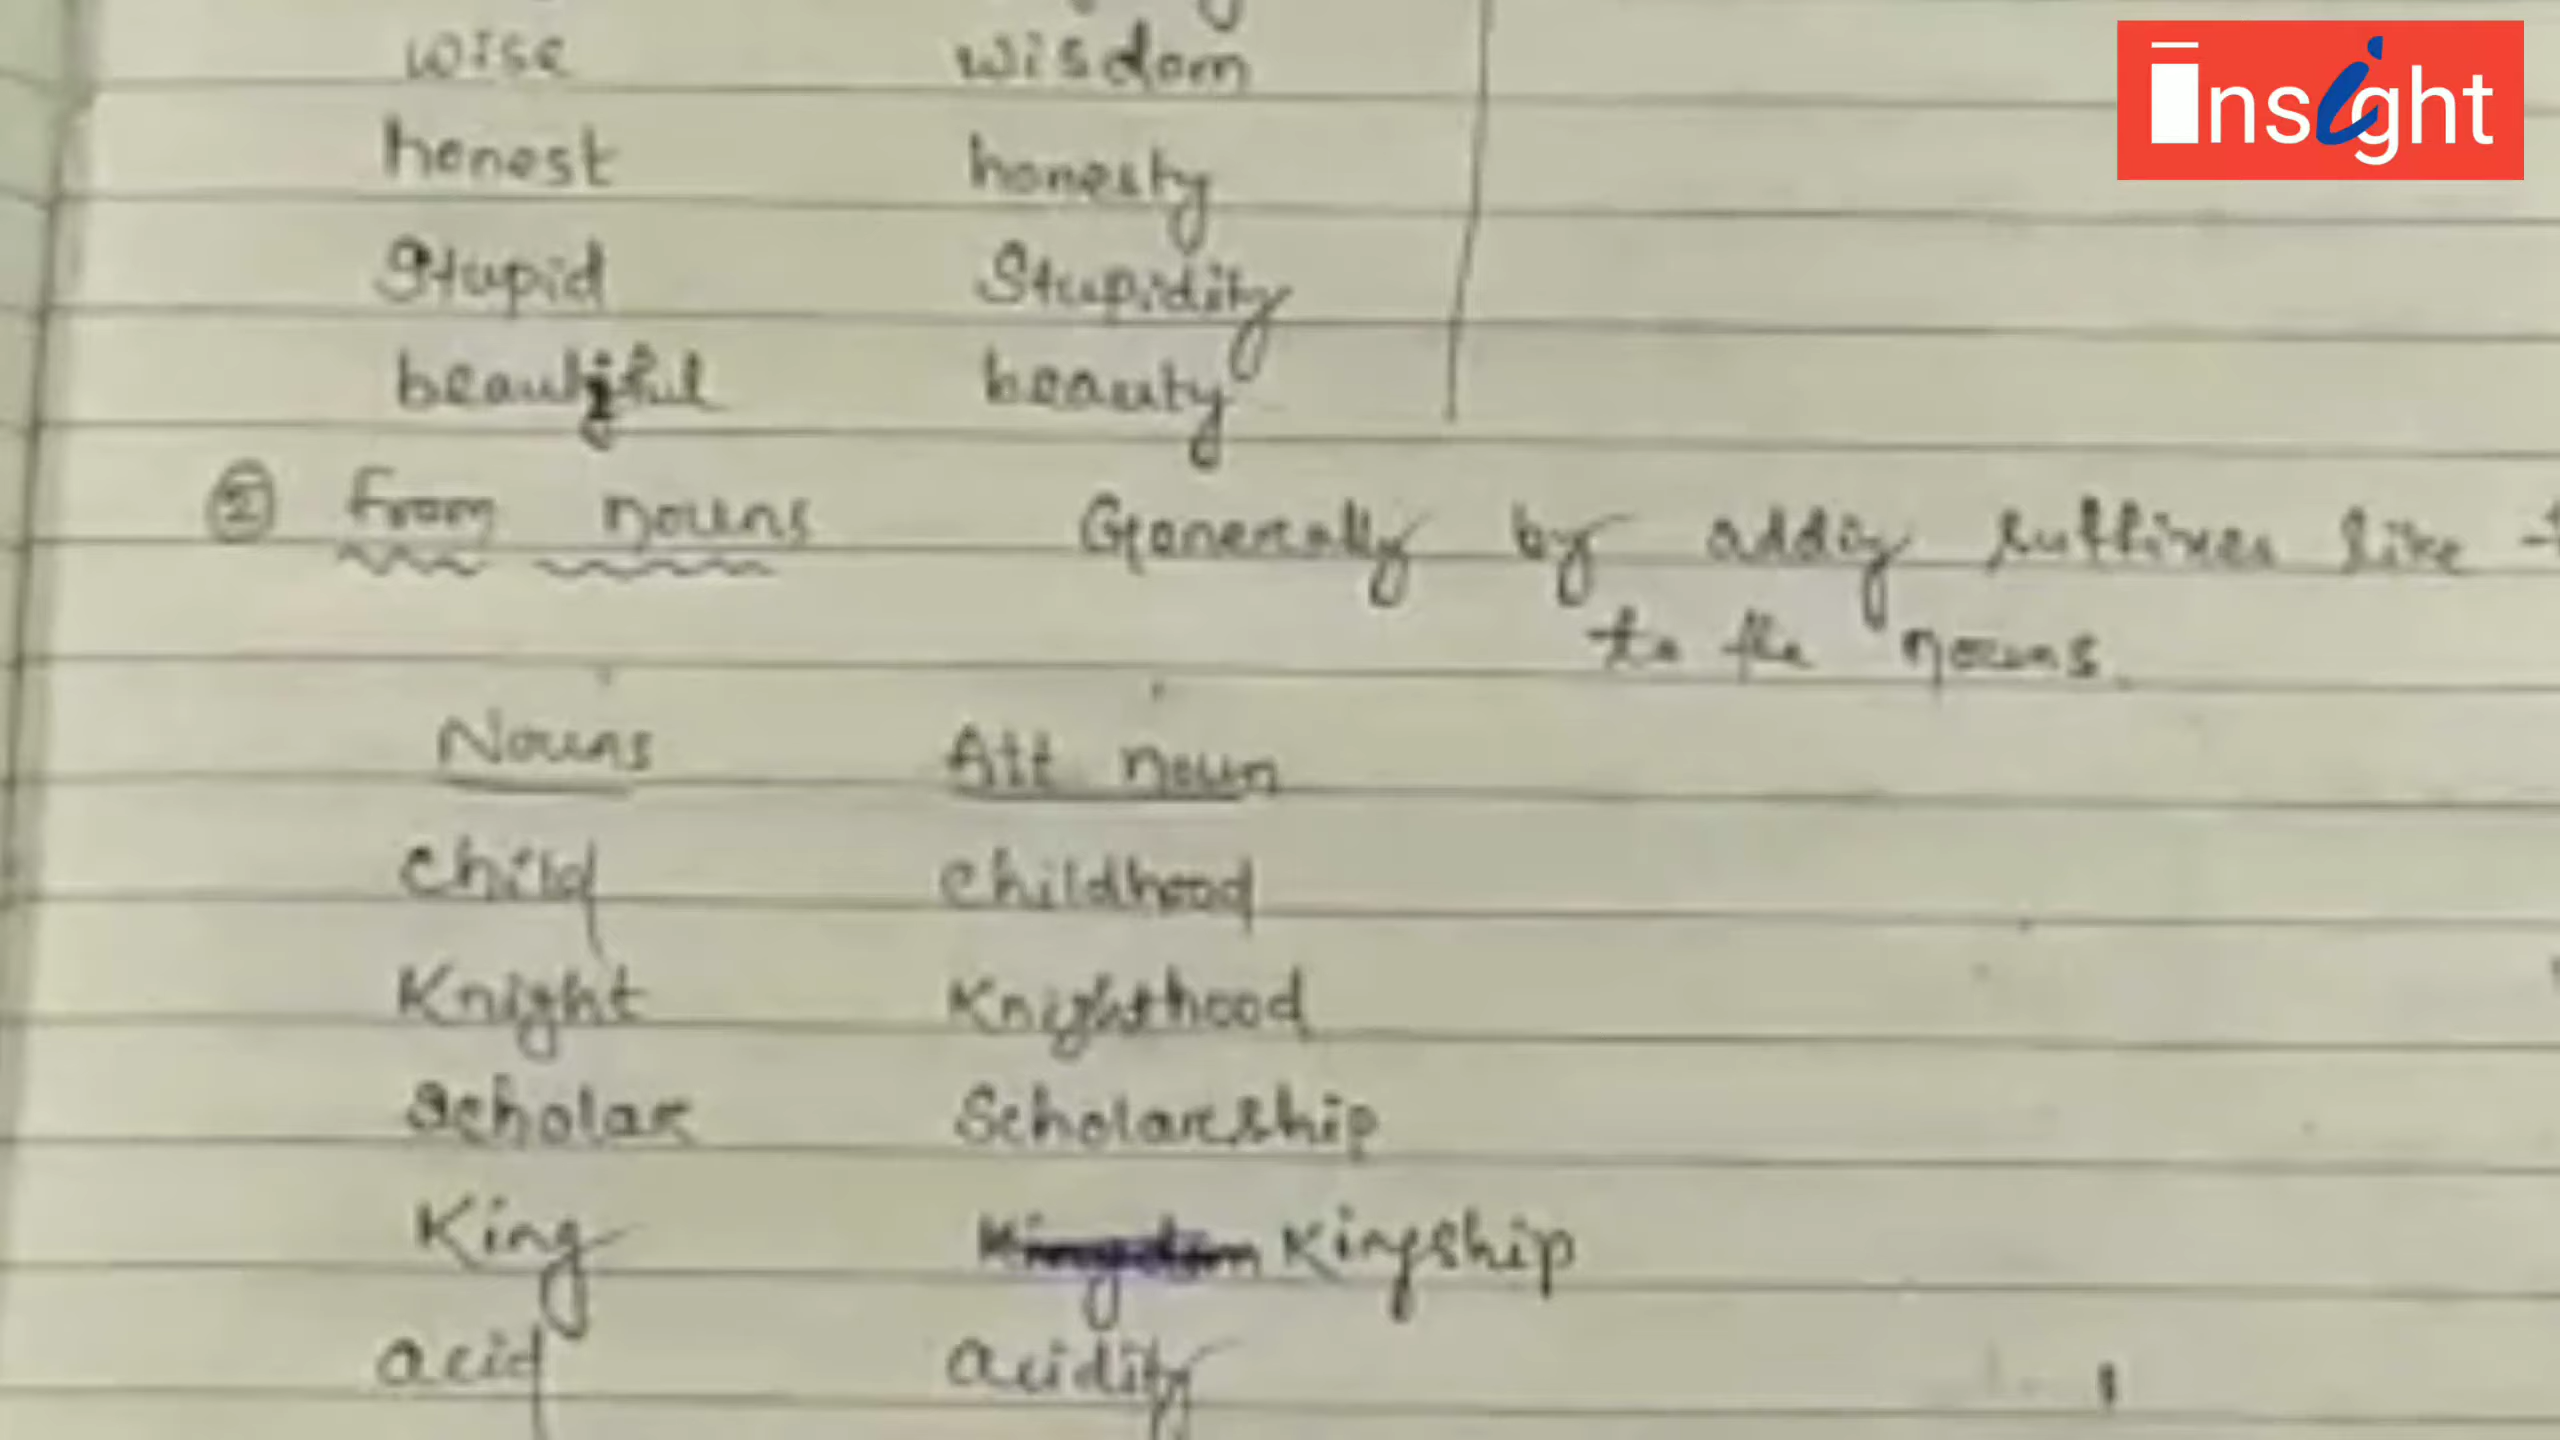 Insight
wise wisdom
honest honesty
Stupid Stupidity
beautiful beauty
② From nouns Generally by adding suffixes like
to the nouns.
Nouns Att noun
Child Childhood
Knight Knighthood
Scholar Scholarship
King Kingdom Kingship
acid acidity